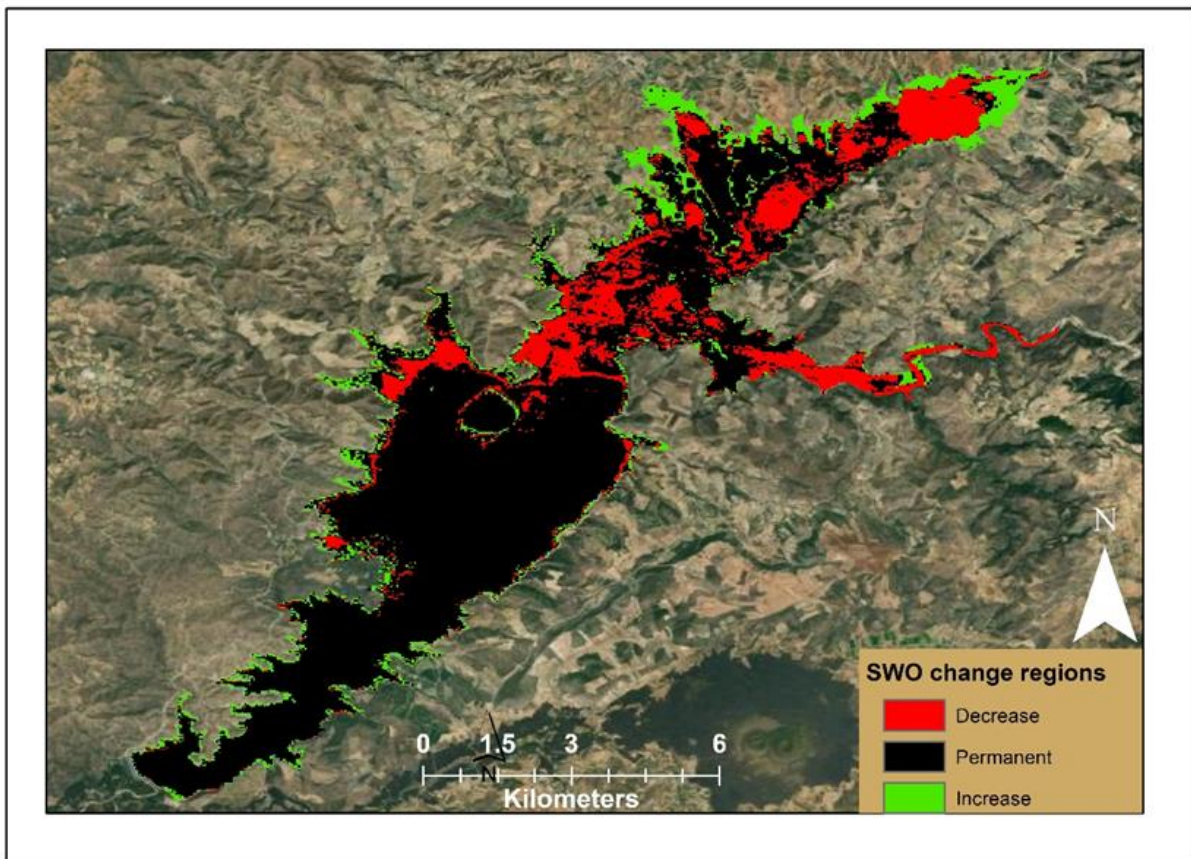 N
SWO change regions
Decrease
Permanent
Increase
0 1.5 3 6
N
Kilometers